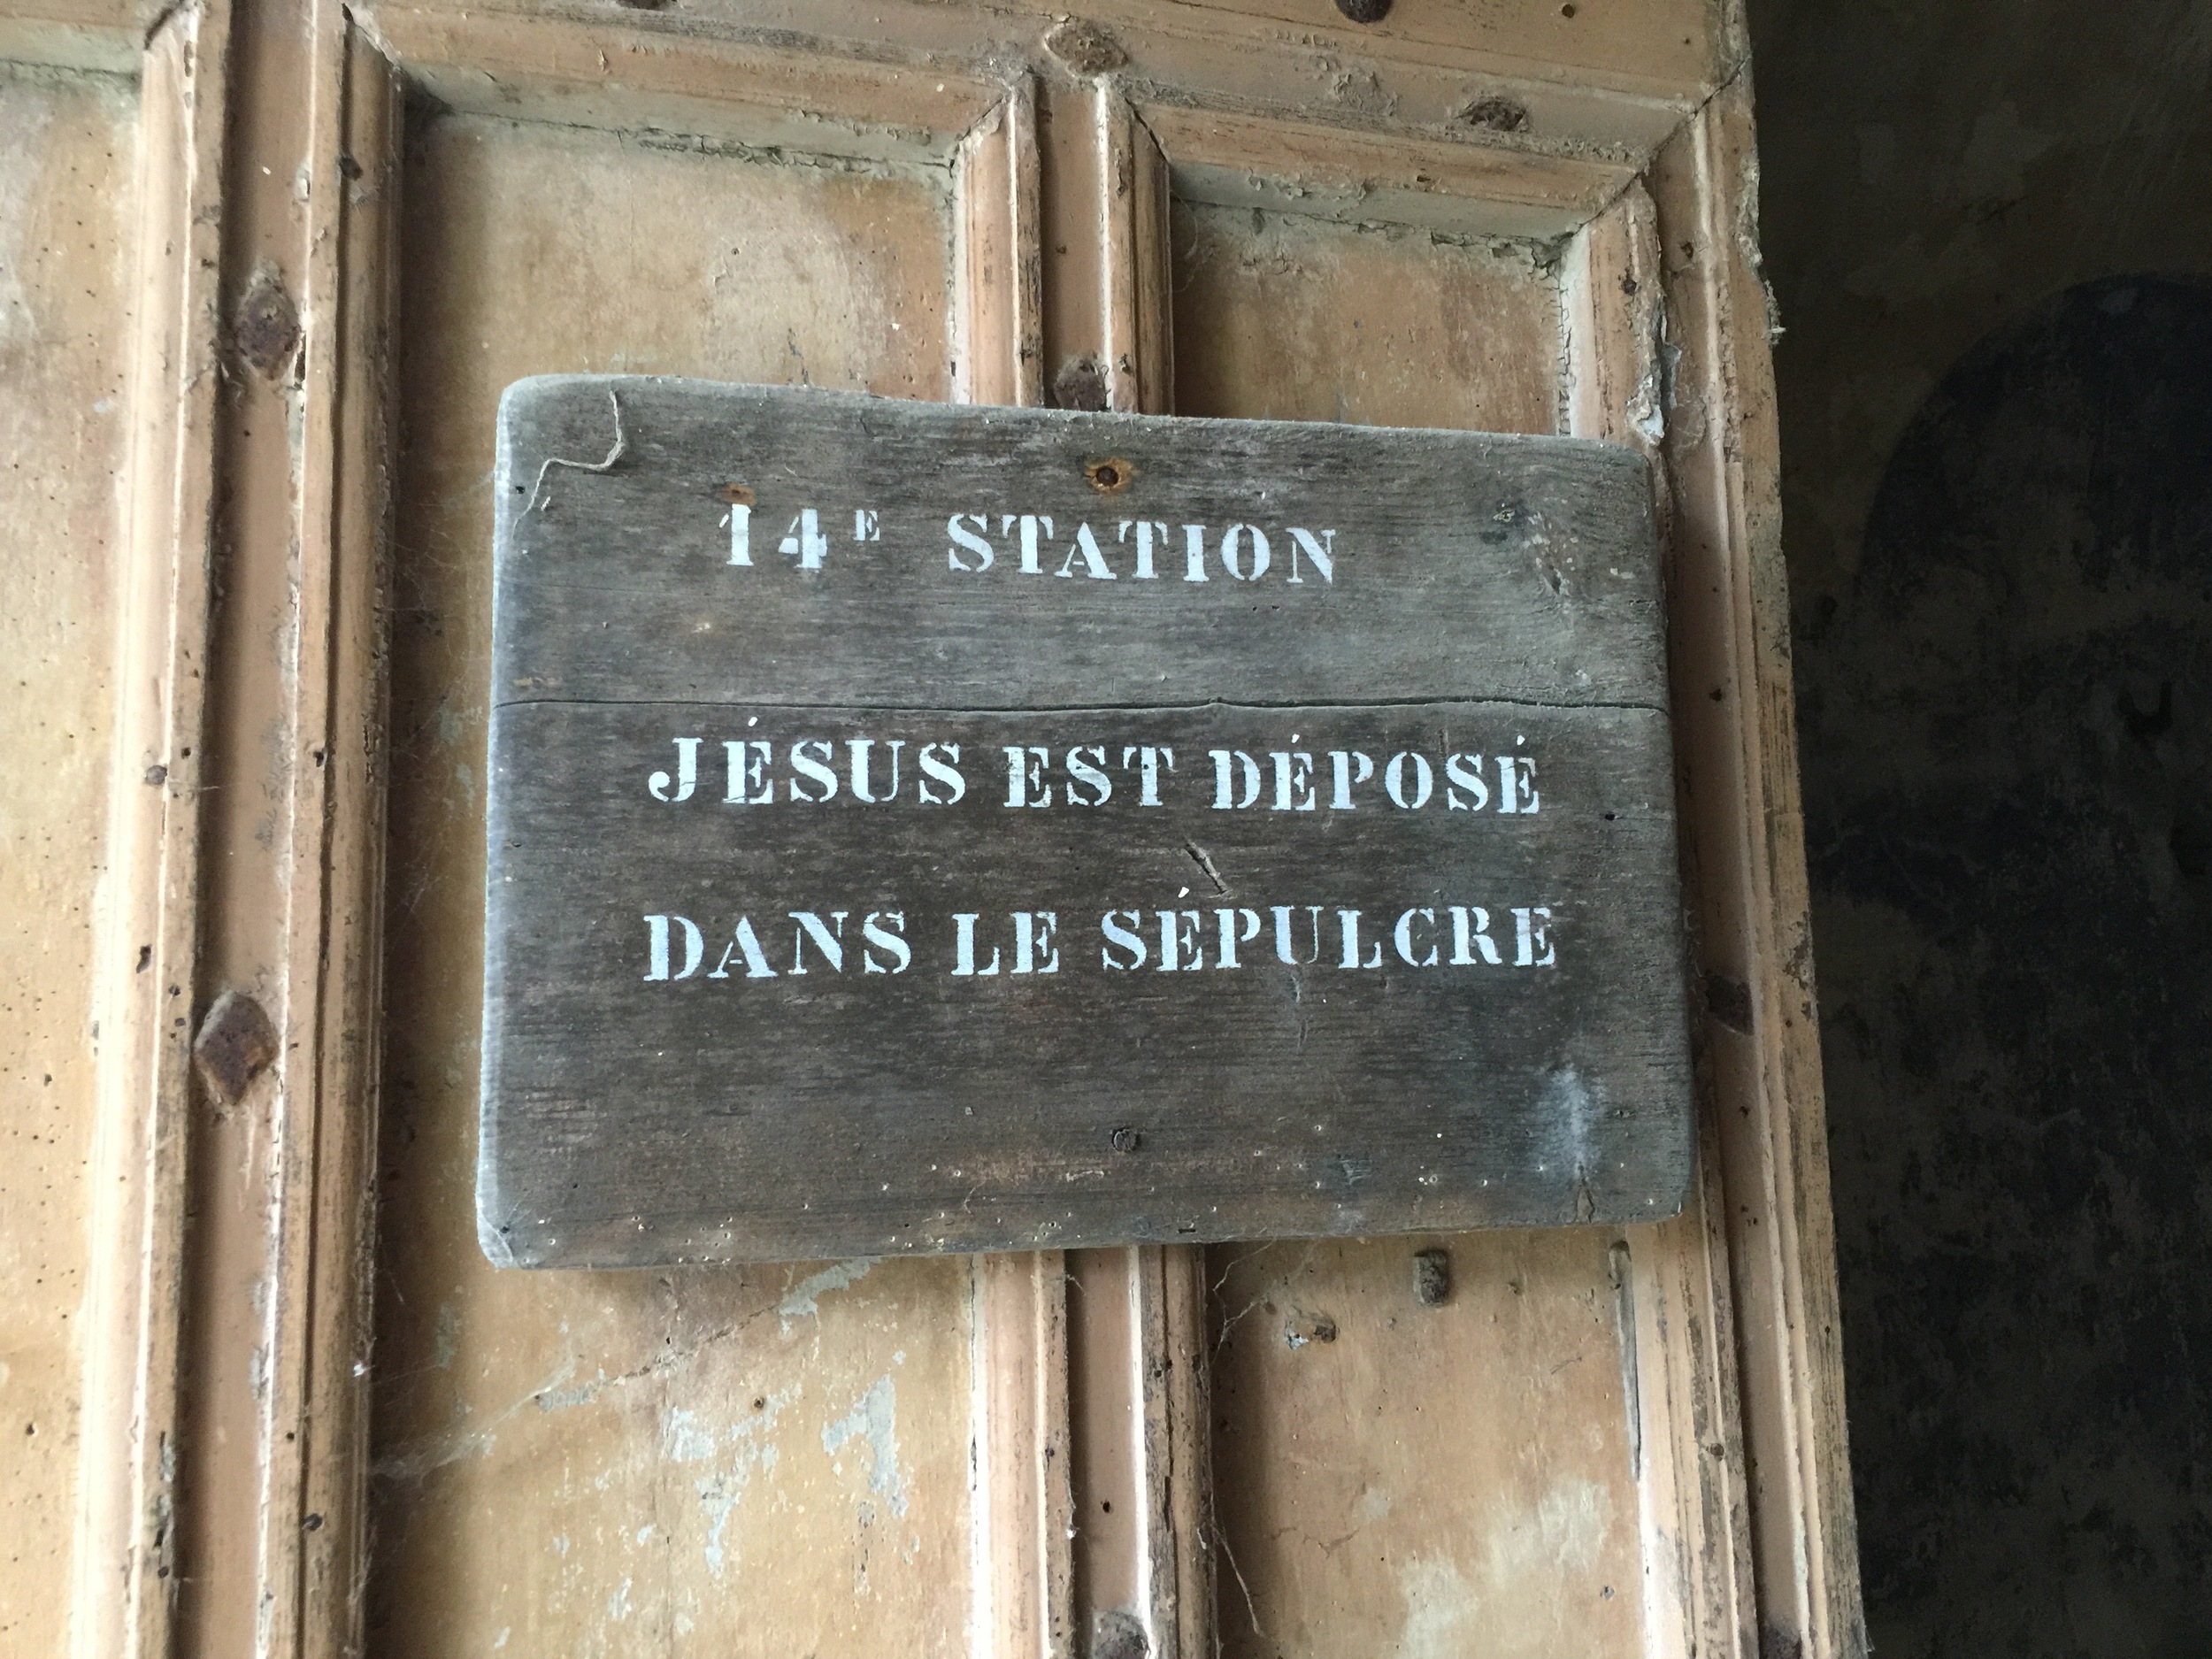 14E STATION
JÉSUS EST DÉPOSÉ
DANS LE SÉPULCRE